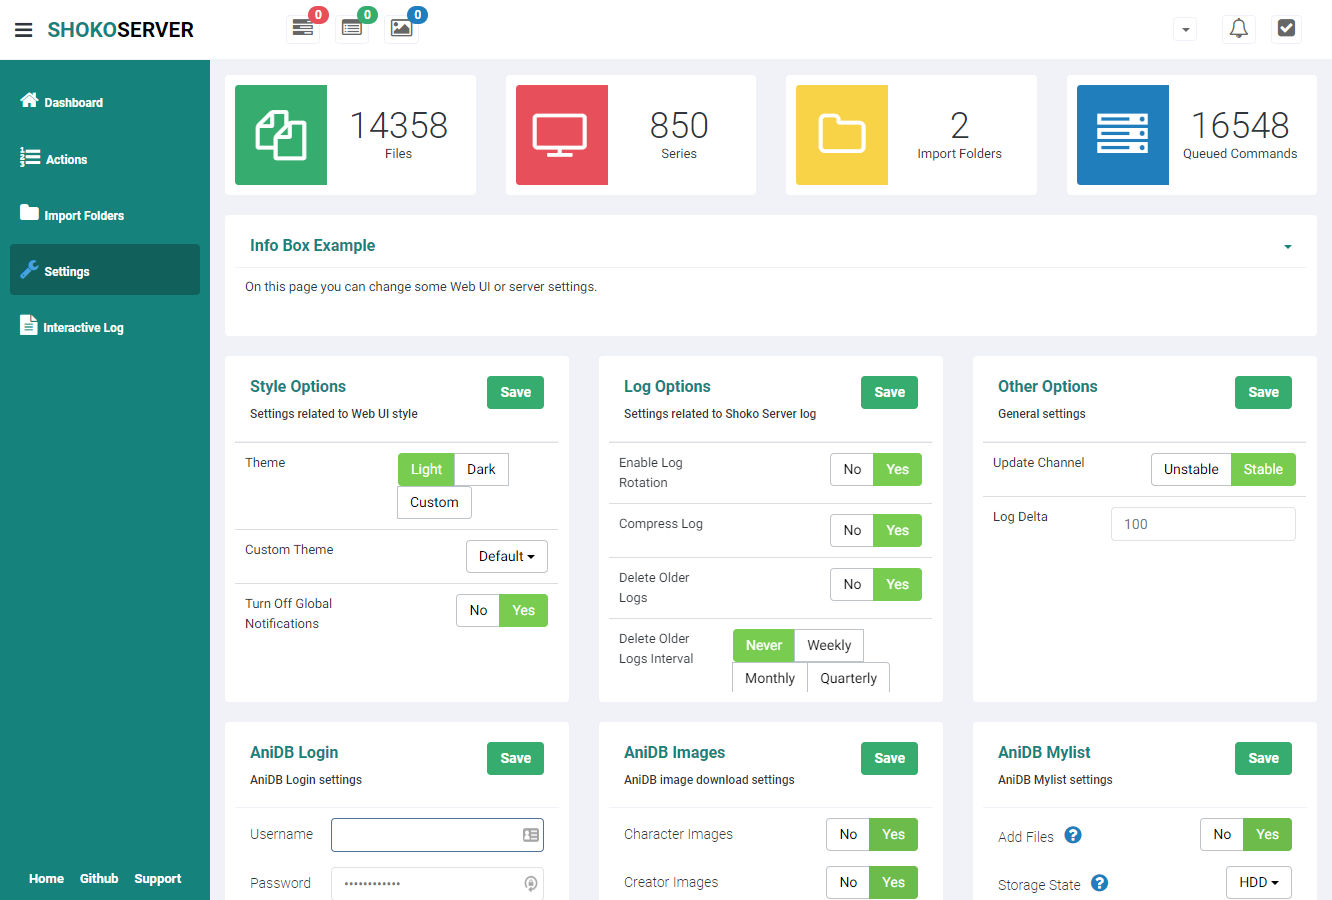 SHOKOSERVER
0
0
0
Dashboard
Actions
Import Folders
Settings
Interactive Log
Home Github Support
14358
Files
850
Series
2
Import Folders
16548
Queued Commands
Info Box Example
On this page you can change some Web UI or server settings.
Style Options
Save
Settings related to Web UI style
Theme
Light Dark
Custom
Custom Theme
Default
Turn Off Global
Notifications
No Yes
Log Options
Save
Settings related to Shoko Server log
Enable Log
Rotation
No Yes
Compress Log
No Yes
Delete Older
Logs
No Yes
Delete Older
Logs Interval
Never Weekly
Monthly Quarterly
Other Options
Save
General settings
Update Channel
Unstable Stable
Log Delta
100
AniDB Login
Save
AniDB Login settings
Username
Password
AniDB Images
Save
AniDB image download settings
Character Images
No Yes
Creator Images
No Yes
AniDB Mylist
Save
AniDB Mylist settings
Add Files ?
No Yes
Storage State ?
HDD